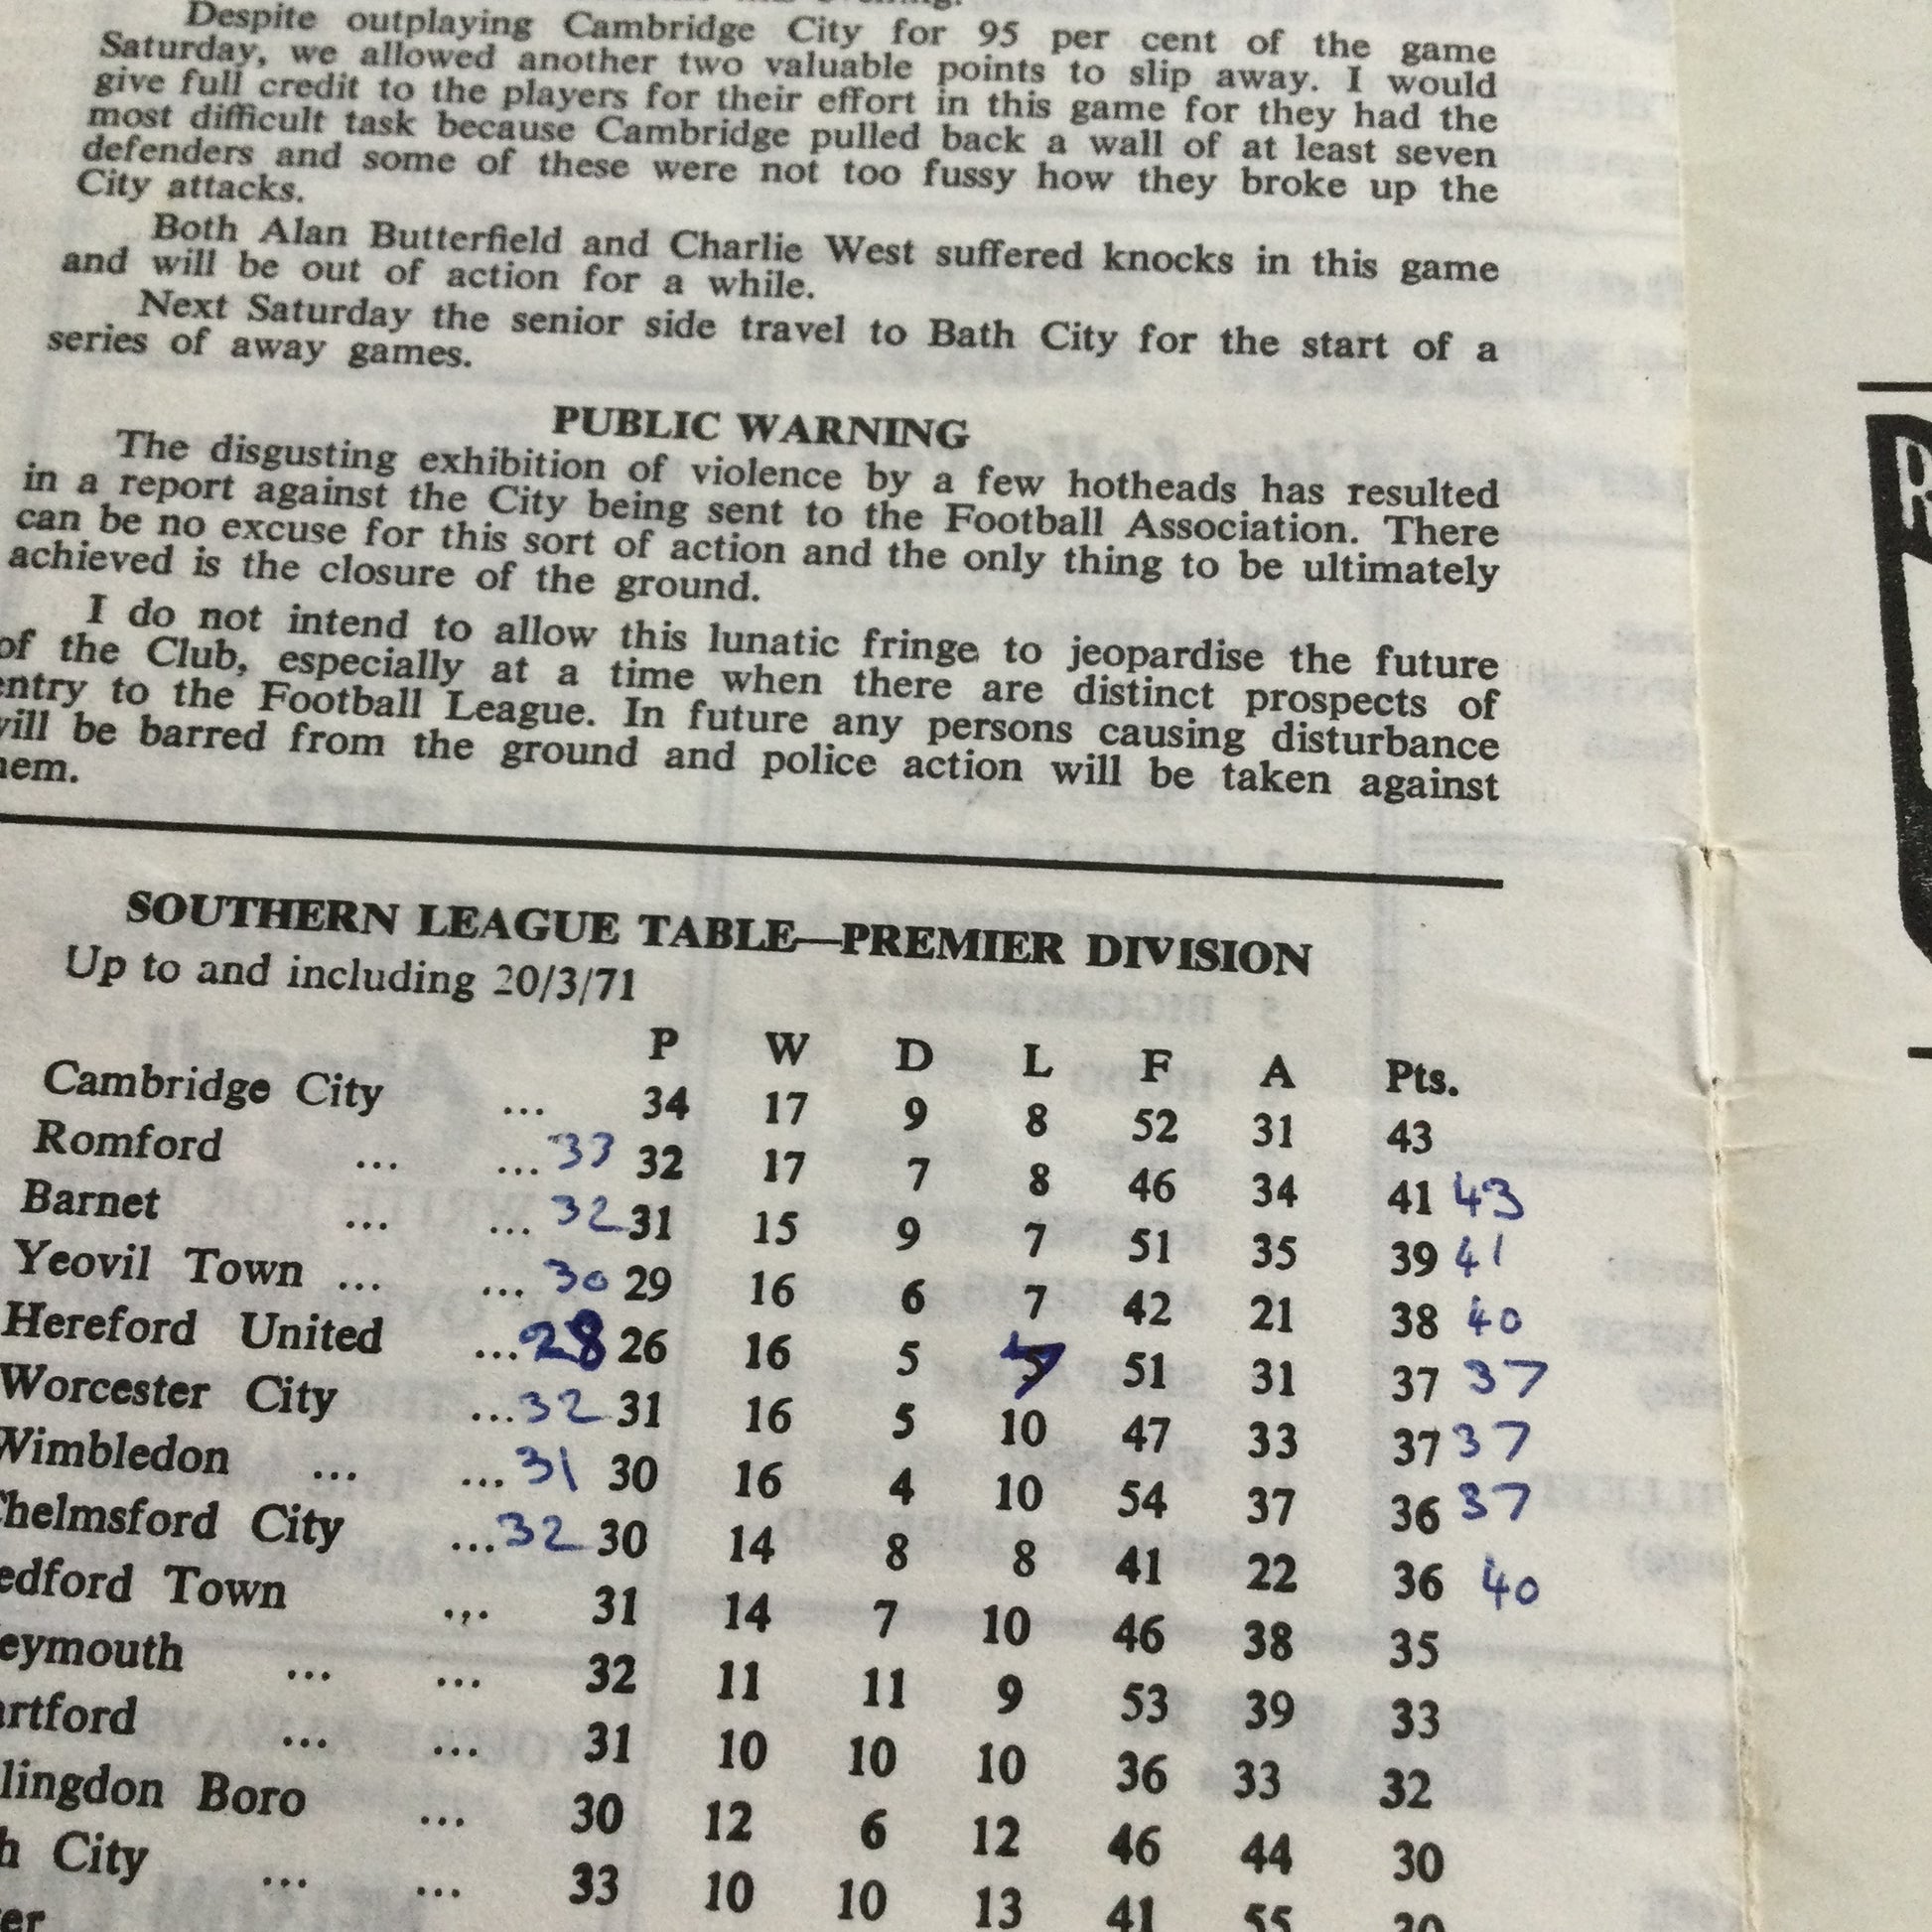 Despite outplaying Cambridge City for 95 per cent of the game
Saturday, we allowed another two valuable points to slip away. I would
give full credit to the players for their effort in this game for they had the
most difficult task because Cambridge pulled back a wall of at least seven
defenders and some of these were not too fussy how they broke up the
City attacks.
Both Alan Butterfield and Charlie West suffered knocks in this game
and will be out of action for a while.
Next Saturday the senior side travel to Bath City for the start of a
series of away games.
PUBLIC WARNING
The disgusting exhibition of violence by a few hotheads has resulted
in a report against the City being sent to the Football Association. There
can be no excuse for this sort of action and the only thing to be ultimately
achieved is the closure of the ground.
I do not intend to allow this lunatic fringe to jeopardise the future
of the Club, especially at a time when there are distinct prospects of
entry to the Football League. In future any persons causing disturbance
will be barred from the ground and police action will be taken against
hem.
SOUTHERN LEAGUE TABLE—PREMIER DIVISION
Up to and including 20/3/71
P W D L F A Pts.
Cambridge City ... 34 17 9 8 52 31 43
Romford ... ... 33 32 17 7 8 46 34 41 43
Barnet ... ... 32 31 15 9 7 51 35 39 41
Yeovil Town ... ... 30 29 16 6 7 42 21 38 40
Hereford United ... 28 26 16 5 7 51 31 37 37
Worcester City ... 32 31 16 5 10 47 33 37 37
Wimbledon ... ... 31 30 16 4 10 54 37 36 37
Chelmsford City ... 32 30 14 8 8 41 22 36 40
edford Town ... 31 14 7 10 46 38 35
eymouth ... ... 32 11 11 9 53 39 33
artford ... ... 31 10 10 10 36 33 32
lingdon Boro ... 30 12 6 12 46 44 30
h City ... ... 33 10 10 13 41 55 30
er